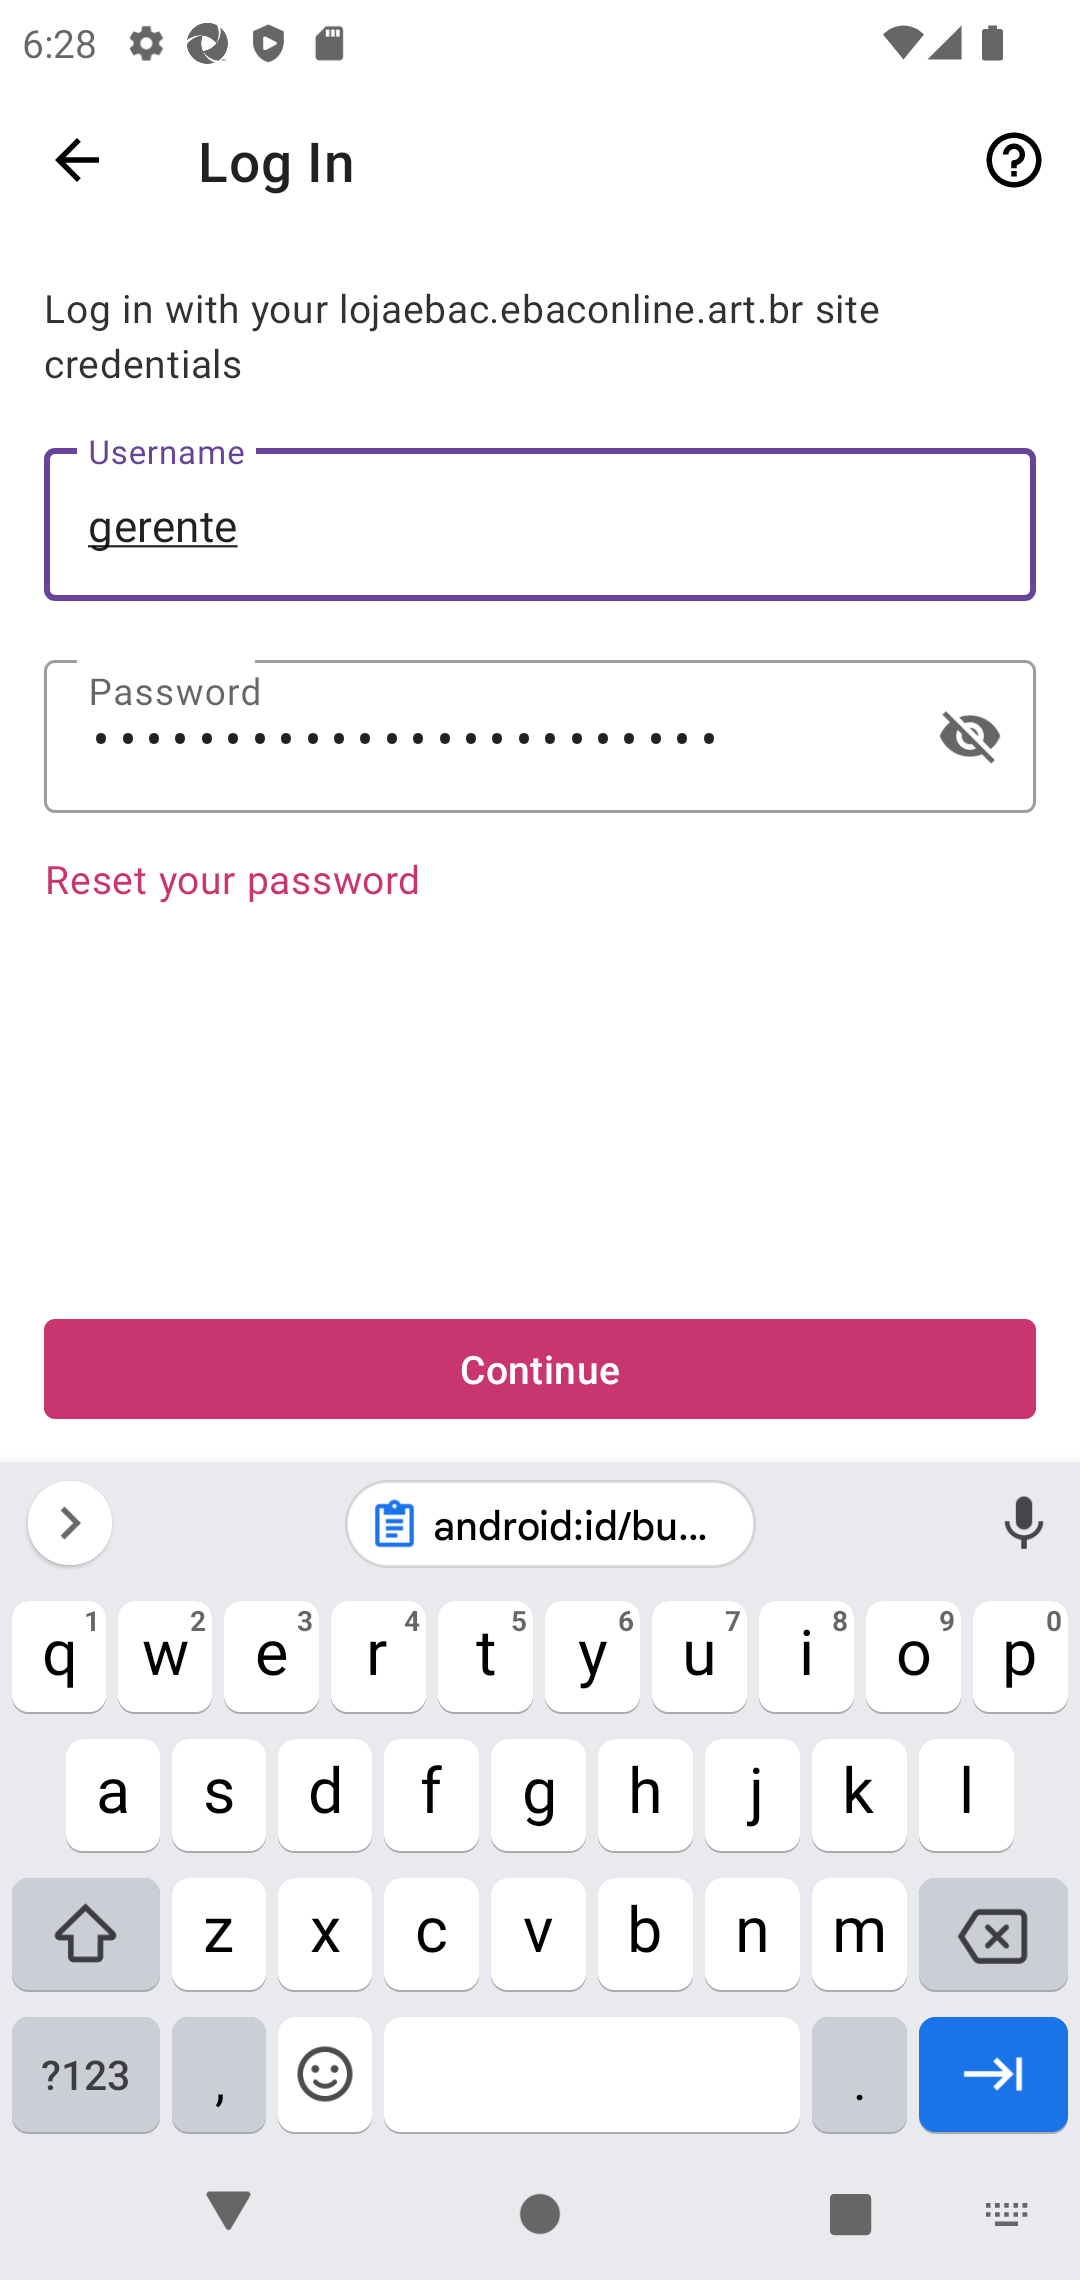 6:28
Log In
Log in with your lojaebac.ebaconline.art.br site
credentials
Username
gerente
Password
•••••••••••••••••••••••• 
Reset your password
Continue
android:id/bu...
q 1 w 2 e 3 r 4 t 5 y 6 u 7 i 8 o 9 p 0
a s d f g h j k l
z x c v b n m
?123 , .